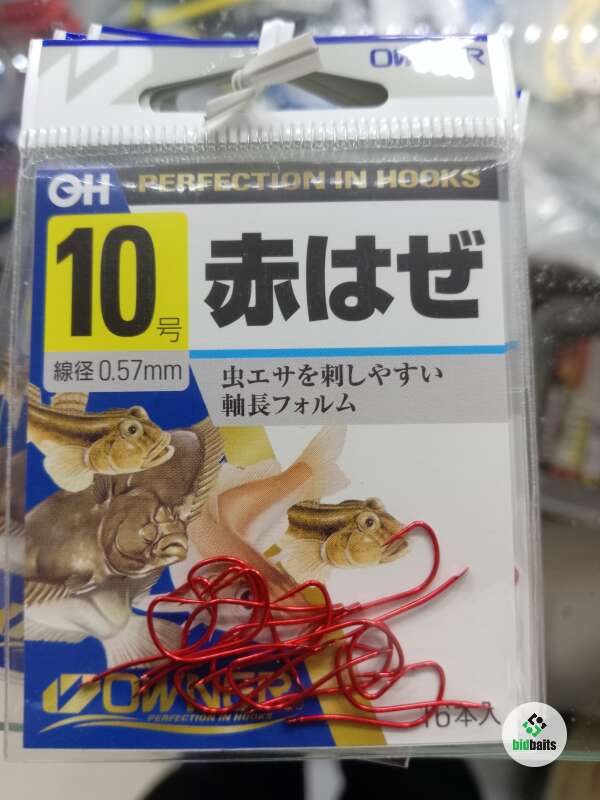 OWNER
OH PERFECTION IN HOOKS
10号
赤はぜ
線径 0.57mm
虫エサを刺しやすい
軸長フォルム
OWNER
PERFECTION IN HOOKS
16本入
bidbaits